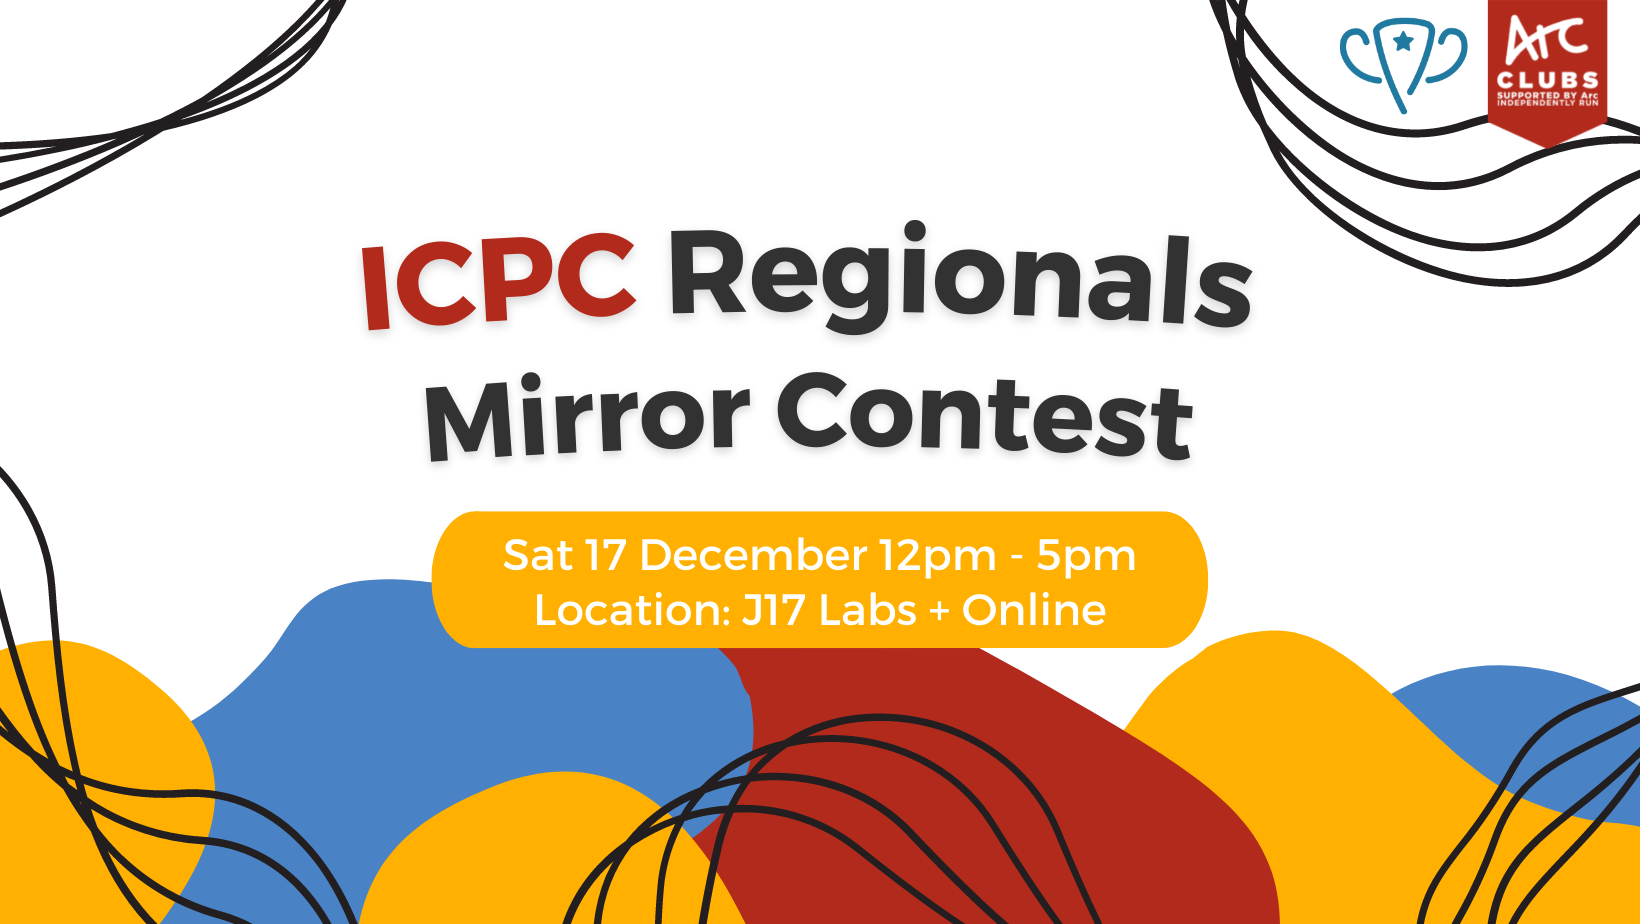 Arc
CLUBS
SUPPORTED BY Arc
INDEPENDENTLY RUN
ICPC Regionals
Mirror Contest
Sat 17 December 12pm - 5pm
Location: J17 Labs + Online